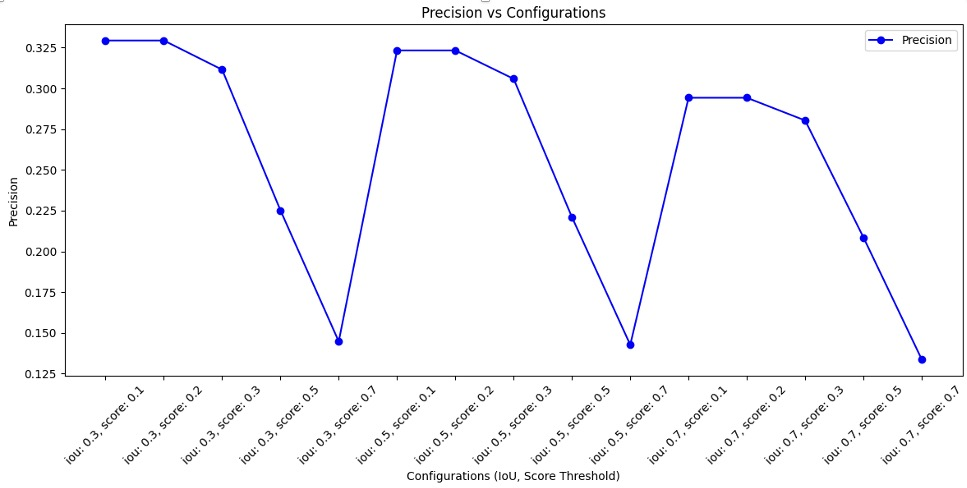 Precision vs Configurations
Precision
0.325
0.300
0.275
0.250
0.225
0.200
0.175
0.150
0.125
Precision
iou: 0.3, score: 0.1
iou: 0.3, score: 0.2
iou: 0.3, score: 0.3
iou: 0.3, score: 0.5
iou: 0.3, score: 0.7
iou: 0.5, score: 0.1
iou: 0.5, score: 0.2
iou: 0.5, score: 0.3
iou: 0.5, score: 0.5
iou: 0.5, score: 0.7
iou: 0.7, score: 0.1
iou: 0.7, score: 0.2
iou: 0.7, score: 0.3
iou: 0.7, score: 0.5
iou: 0.7, score: 0.7
Configurations (IoU, Score Threshold)